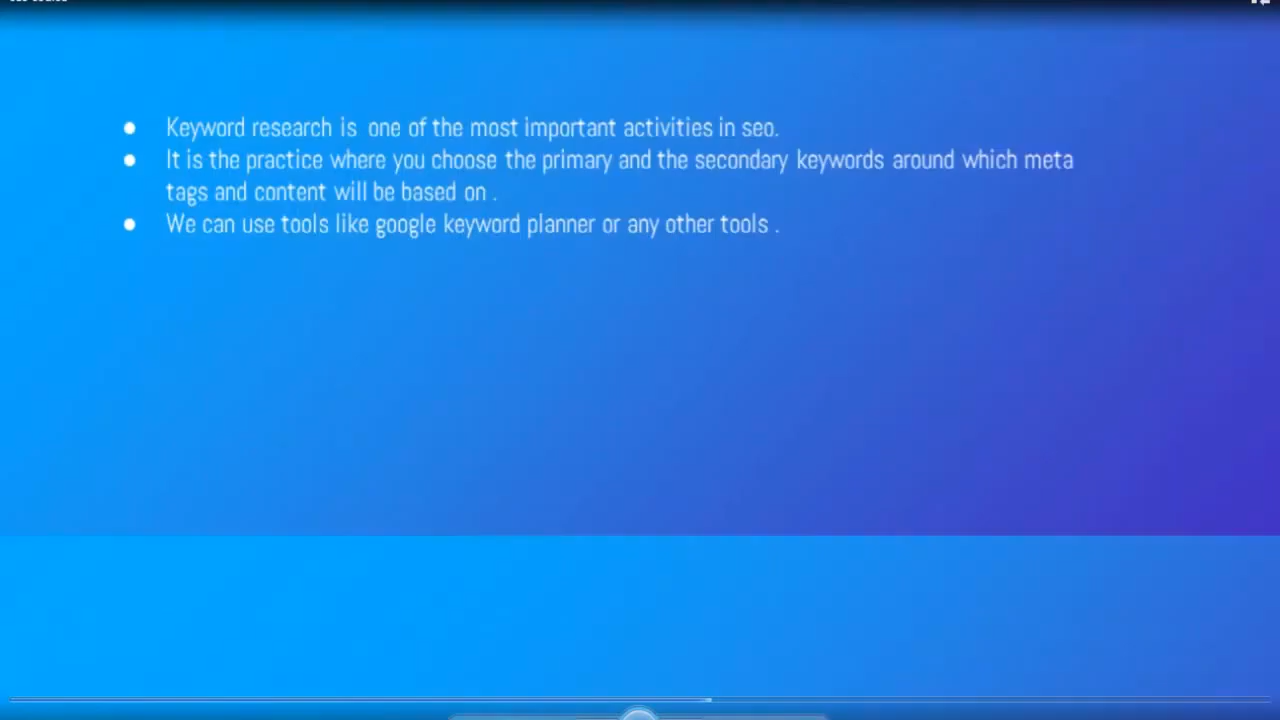 ● Keyword research is one of the most important activities in seo.
● It is the practice where you choose the primary and the secondary keywords around which meta
tags and content will be based on .
● We can use tools like google keyword planner or any other tools .